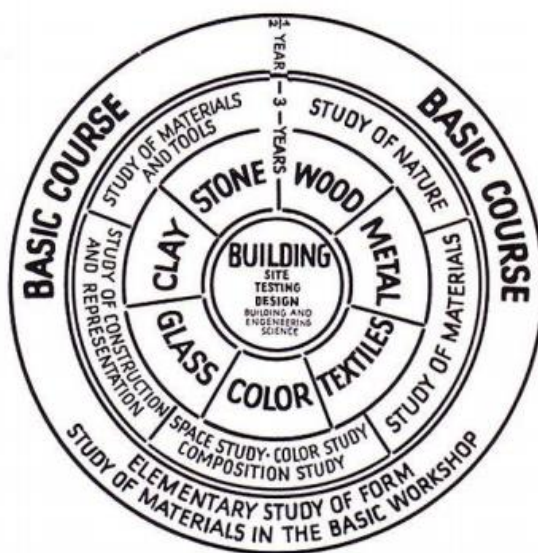 ½ YEAR
3 – YEARS
BASIC COURSE
BASIC COURSE
ELEMENTARY STUDY OF FORM
STUDY OF MATERIALS IN THE BASIC WORKSHOP
STUDY OF NATURE
STUDY OF MATERIALS
SPACE STUDY · COLOR STUDY
COMPOSITION STUDY
STUDY OF CONSTRUCTION
AND REPRESENTATION
STUDY OF MATERIALS
AND TOOLS
STONE
WOOD
METAL
TEXTILES
COLOR
GLASS
CLAY
BUILDING
SITE
TESTING
DESIGN
BUILDING AND
ENGENEERING
SCIENCE